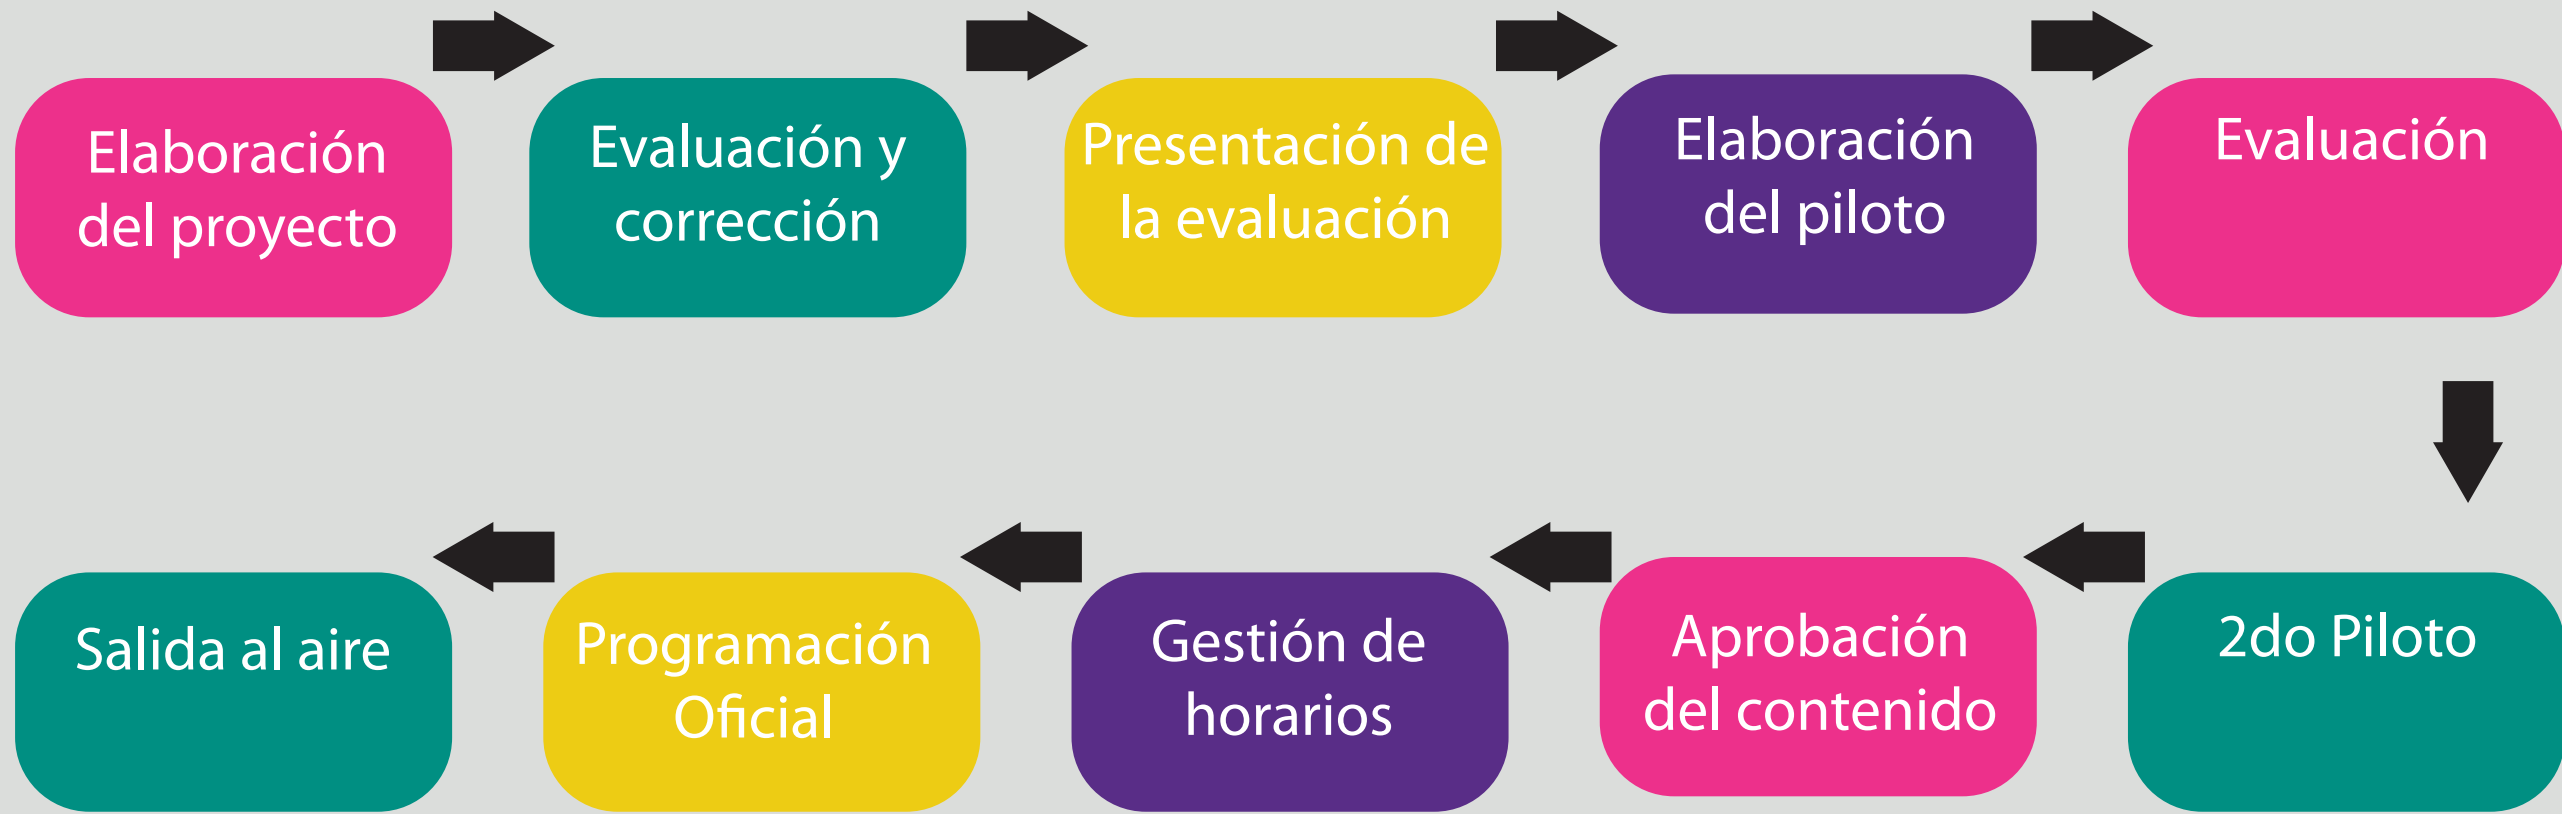 Elaboración
del proyecto
Evaluación y
corrección
Presentación de
la evaluación
Elaboración
del piloto
Evaluación
2do Piloto
Aprobación
del contenido
Gestión de
horarios
Programación
Oficial
Salida al aire